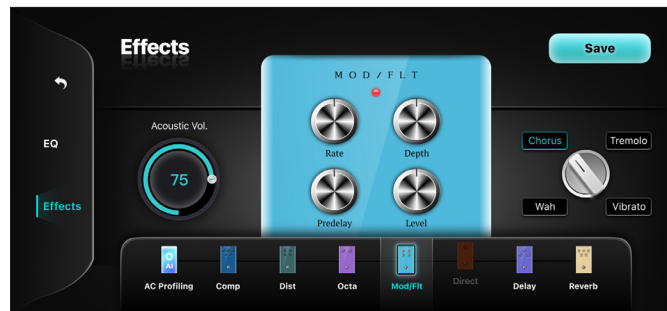 Effects
Save
MOD/FLT
Acoustic Vol.
75
EQ
Effects
Rate
Depth
Predelay
Level
Chorus
Tremolo
Wah
Vibrato
AI
AC Profiling
Comp
Dist
Octa
Mod/Flt
Direct
Delay
Reverb